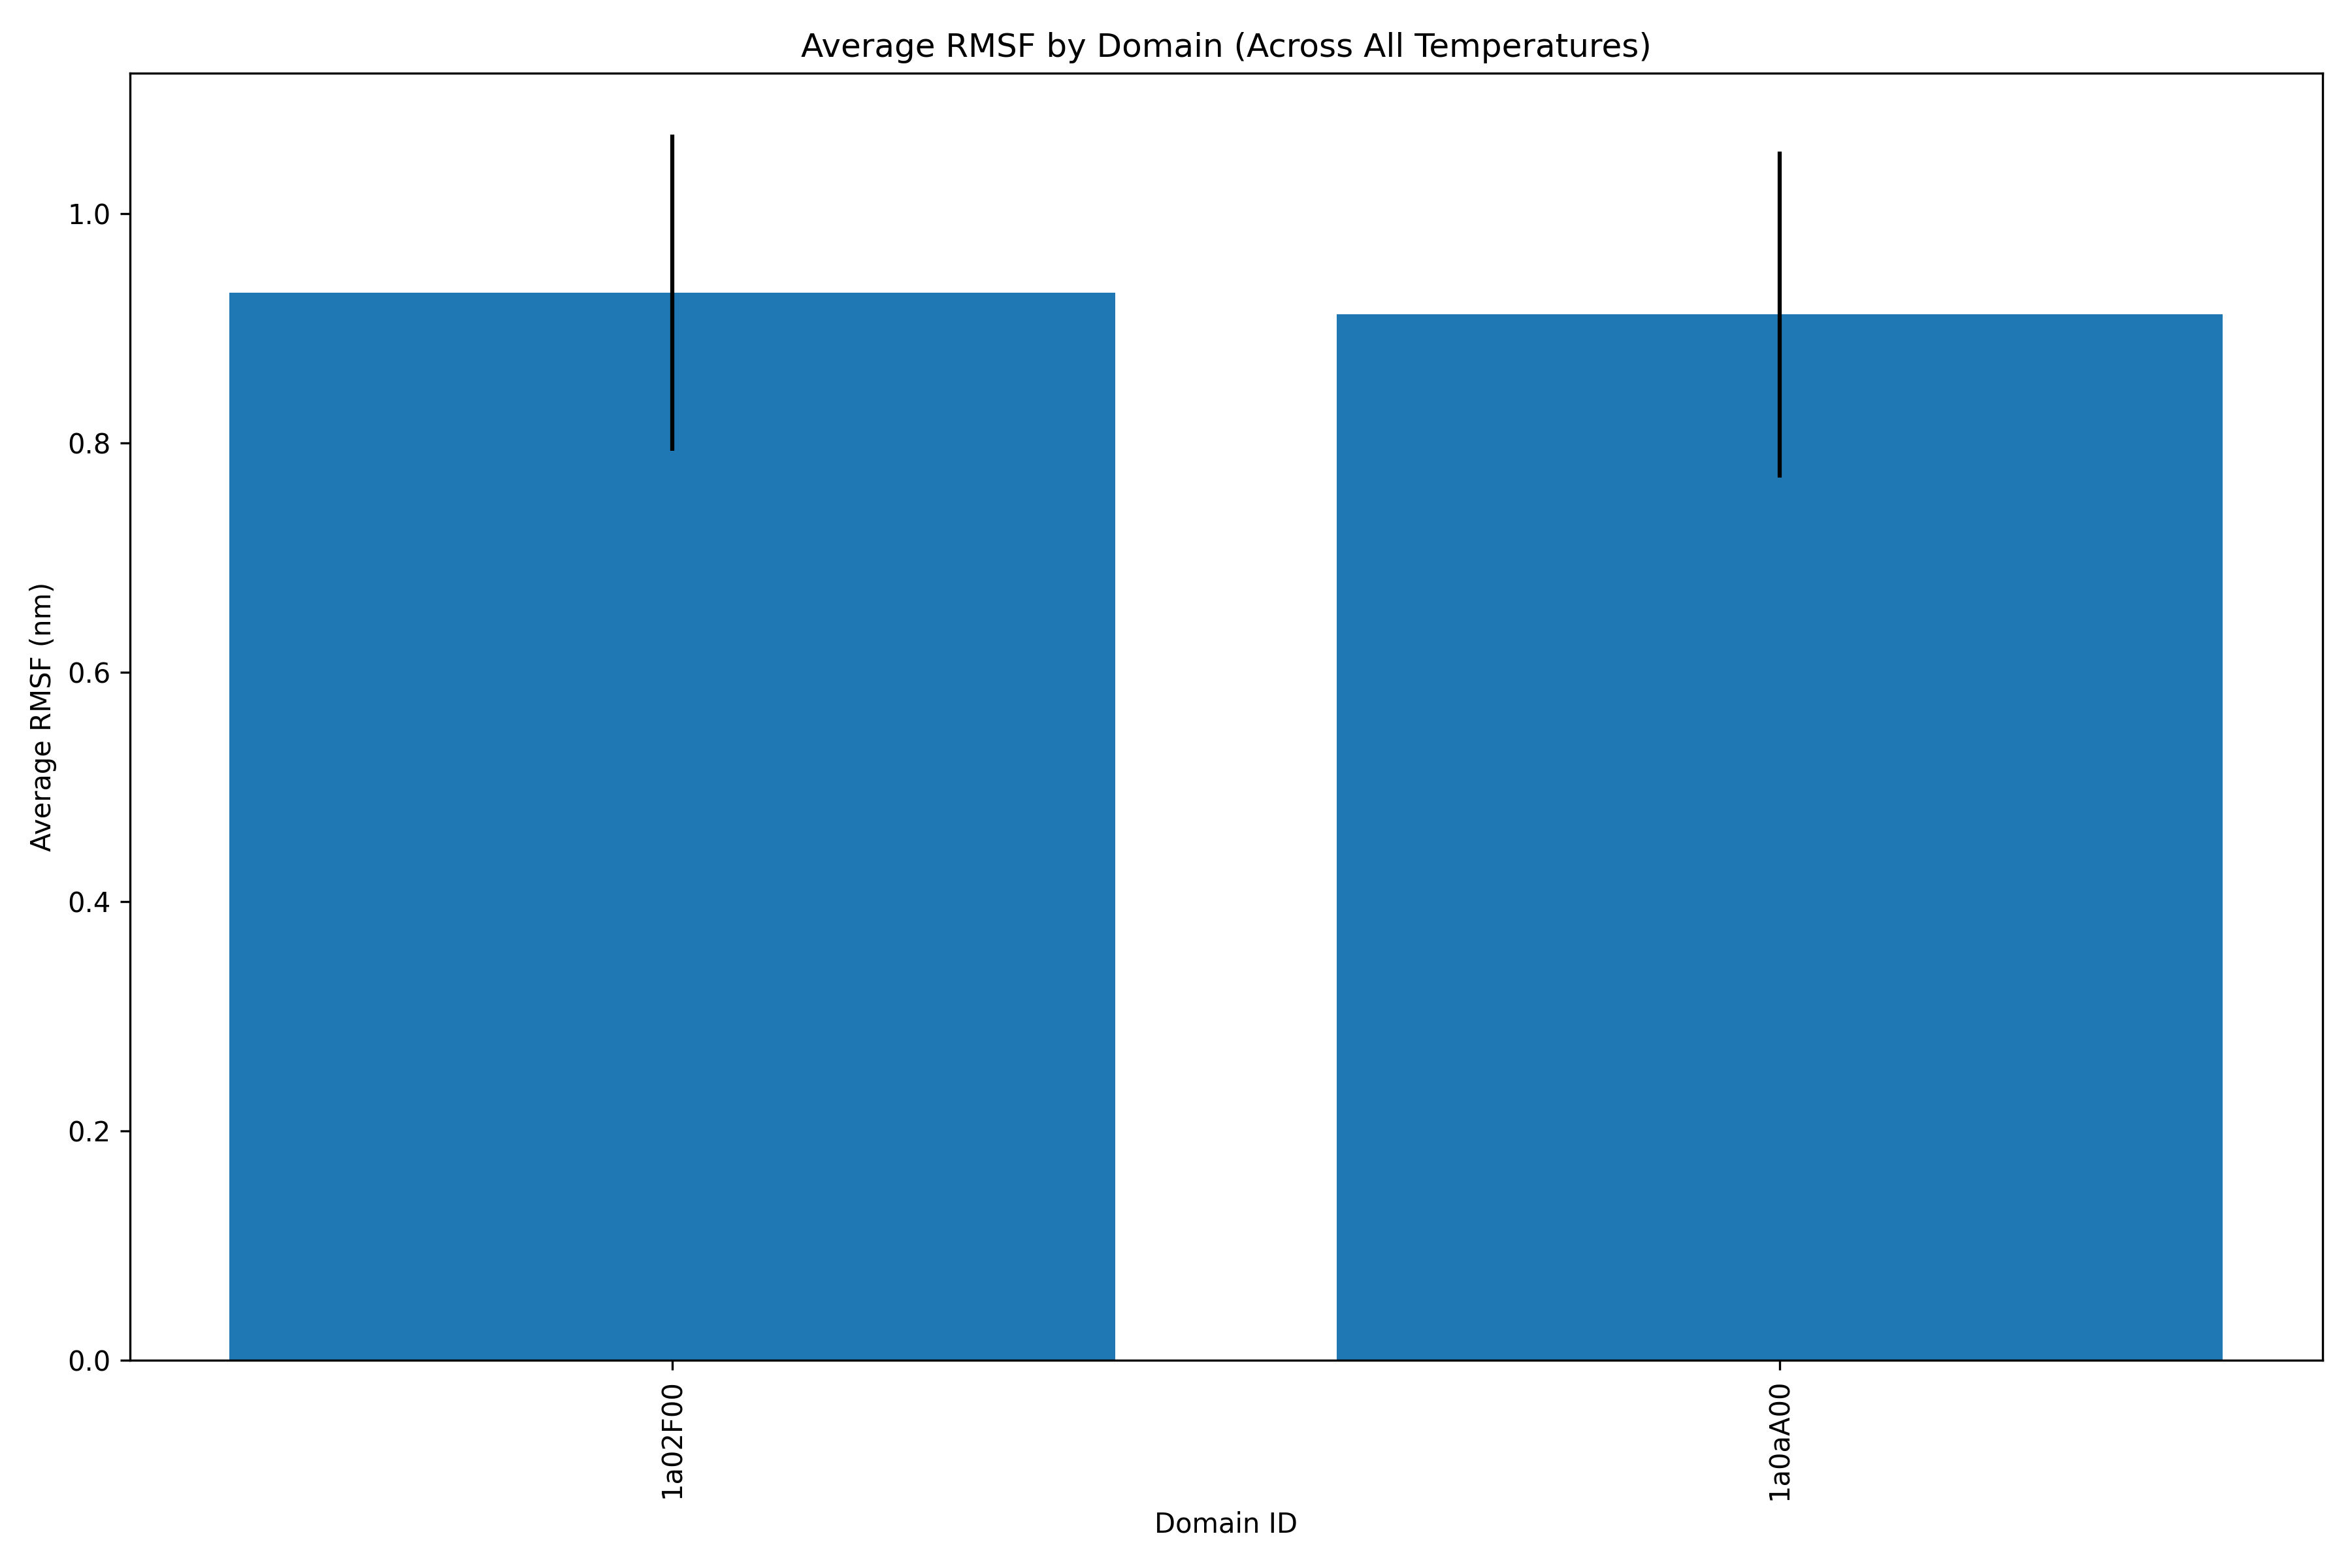 Average RMSF by Domain (Across All Temperatures)
Average RMSF (nm)
1.0
0.8
0.6
0.4
0.2
0.0
1a02F00
1a0aA00
Domain ID